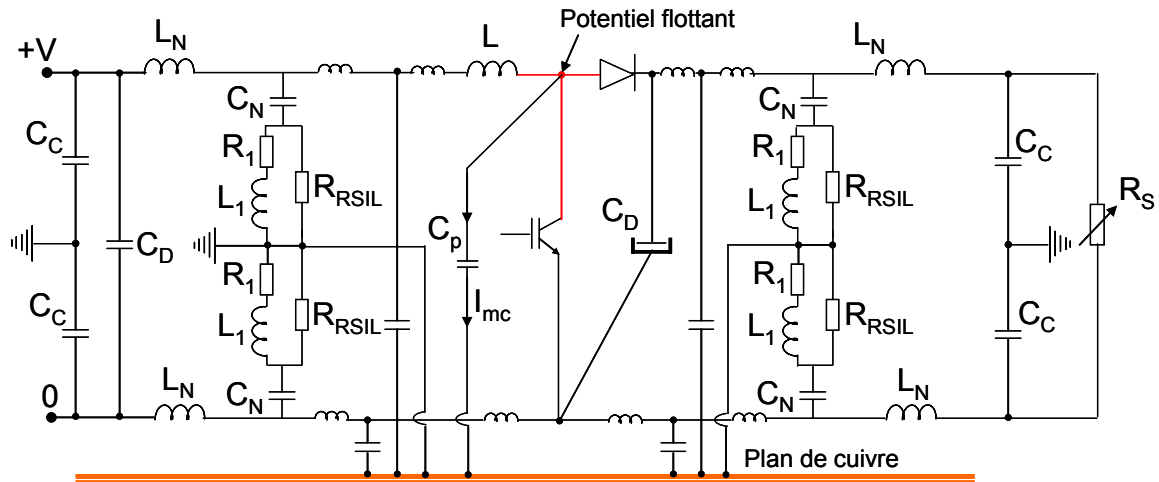 Potentiel flottant
+V
L_N
L
L_N
C_N
C_N
C_C
R_1
R_1
C_C
L_1
R_RSIL
C_p
C_D
L_1
R_RSIL
R_S
C_D
R_1
R_1
C_C
L_1
R_RSIL
I_mc
L_1
R_RSIL
C_C
0
L_N
C_N
C_N
L_N
Plan de cuivre